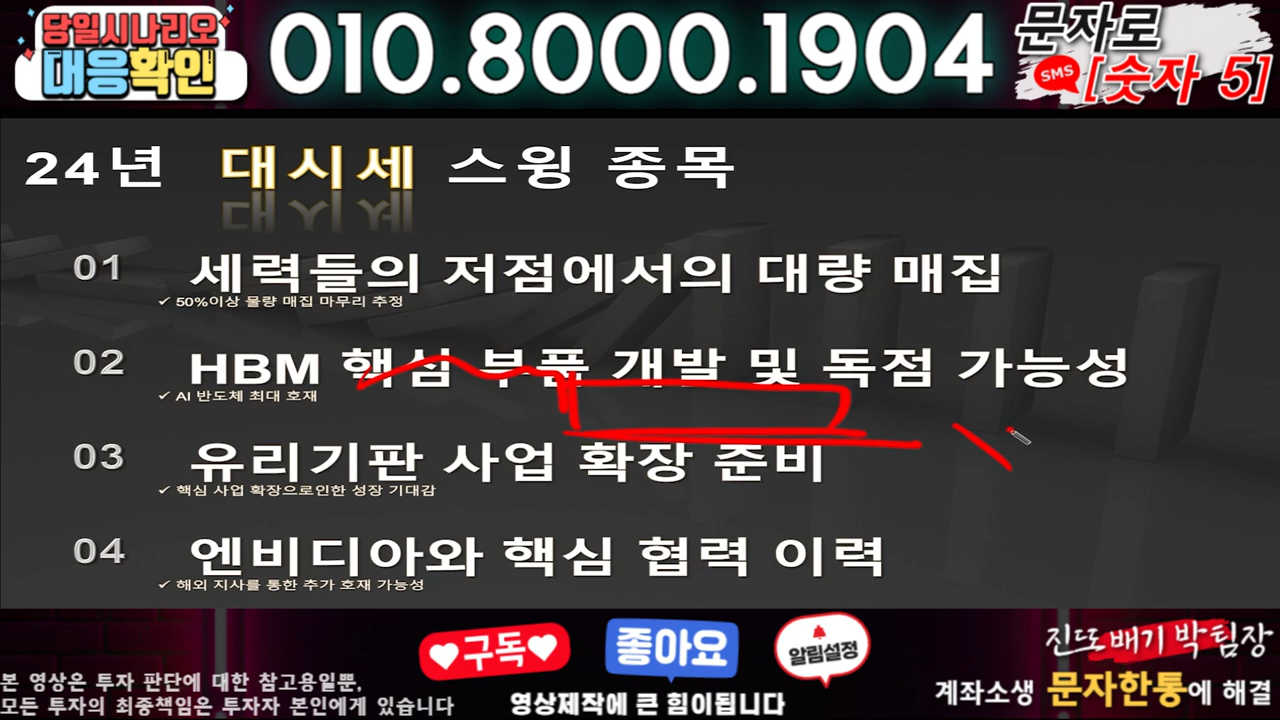 당일시나리오
대응확인
010.8000.1904
문자로
SMS
[숫자 5]
24년 대시세 스윙 종목
01 세력들의 저점에서의 대량 매집
✓ 50%이상 물량 매집 마무리 추정
02 HBM 핵심 부품 개발 및 독점 가능성
✓ AI 반도체 최대 호재
03 유리기판 사업 확장 준비
✓ 핵심 사업 확장으로인한 성장 기대감
04 엔비디아와 핵심 협력 이력
✓ 해외 지사를 통한 추가 호재 가능성
구독
좋아요
알림설정
영상제작에 큰 힘이됩니다
본 영상은 투자 판단에 대한 참고용일뿐,
모든 투자의 최종책임은 투자자 본인에게 있습니다
진또배기 박팀장
계좌소생 문자한통에 해결